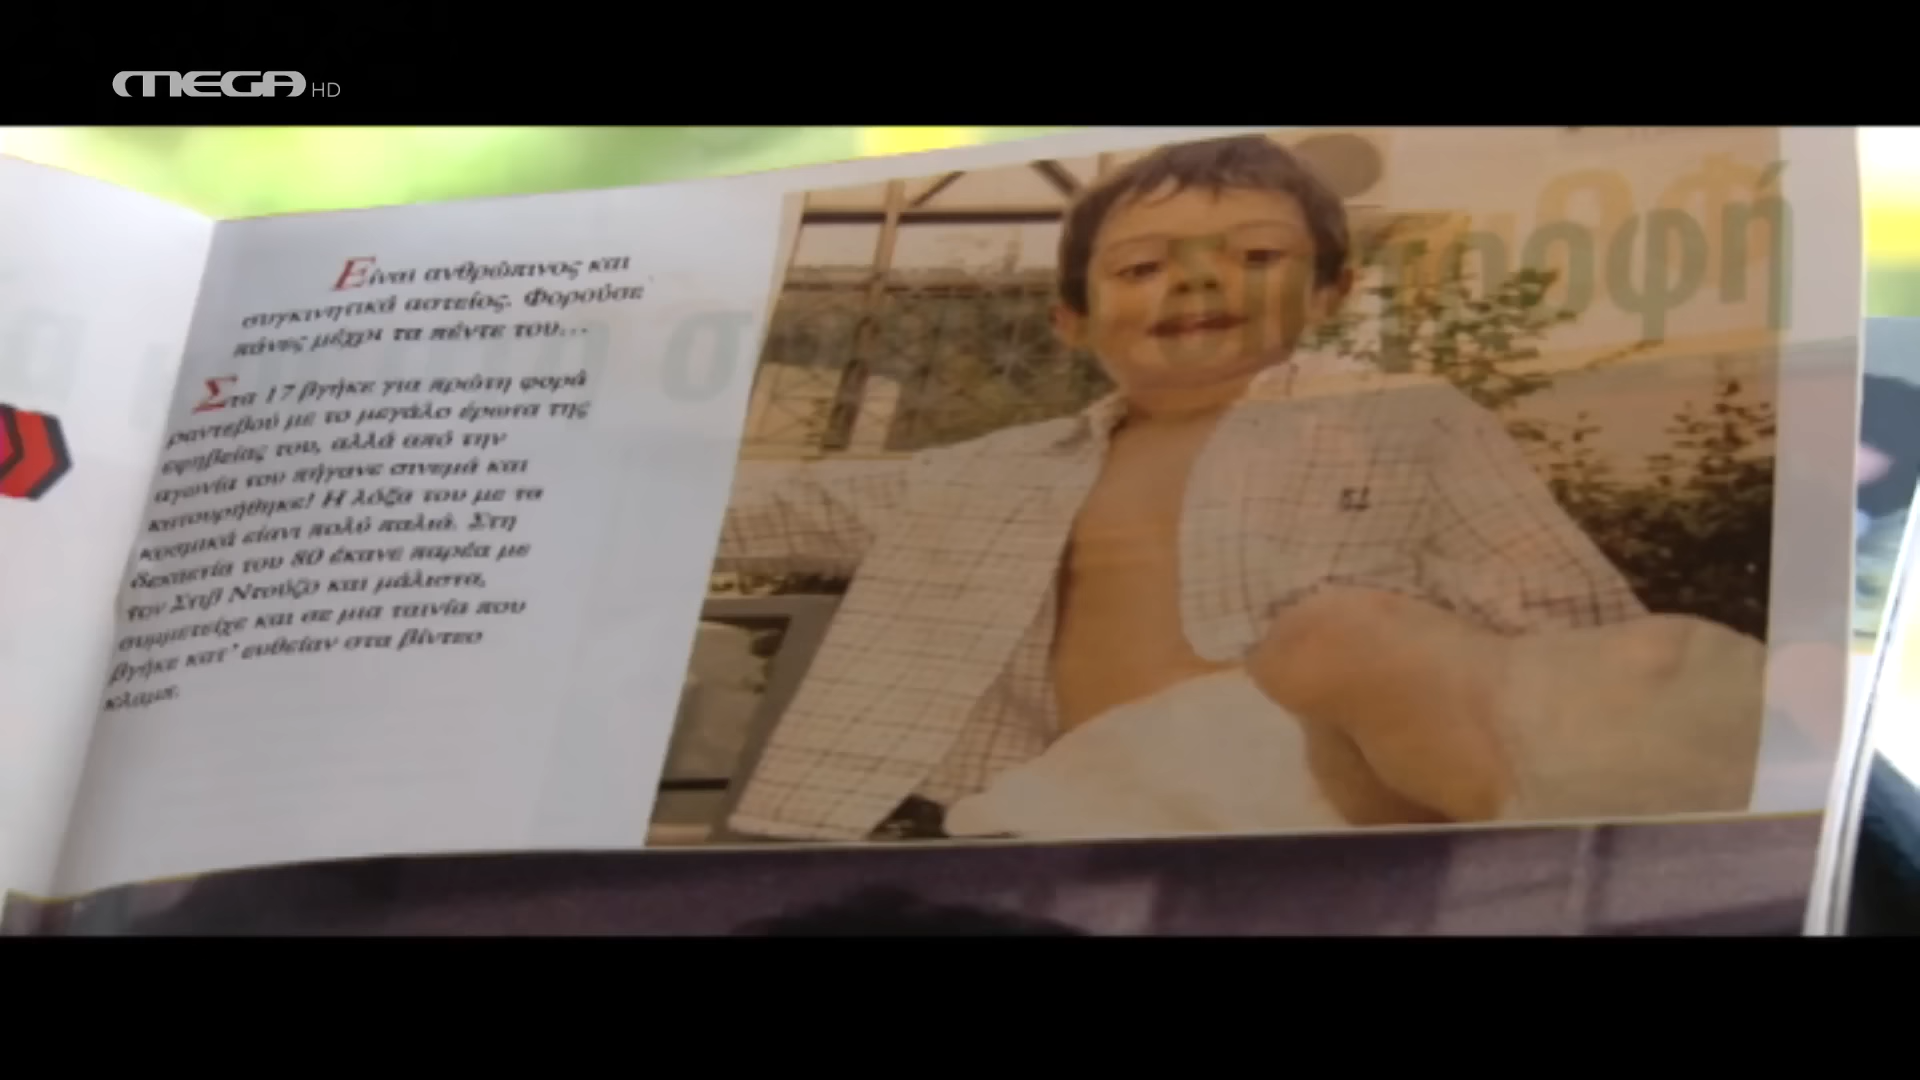 MEGA HD
Είναι ανθρώπινος και
συγκινητικά αστείος. Φορούσε
πάνες μέχρι τα πέντε του...
Στα 17 βγήκε για πρώτη φορά
ραντεβού με το μεγάλο έρωτα της
εφηβείας του, αλλά από την
αγωνία του πήγανε σινεμά και
κατουρήθηκε! Η λόξα του με τα
κοσμικά είανι πολύ παλιά. Στη
δεκαετία του 80 έκανε παρέα με
τον Στιβ Ντούζο και μάλιστα,
συμμετείχε και σε μια ταινία που
βγήκε κατ' ευθείαν στα βίντεο
κλαμπ.